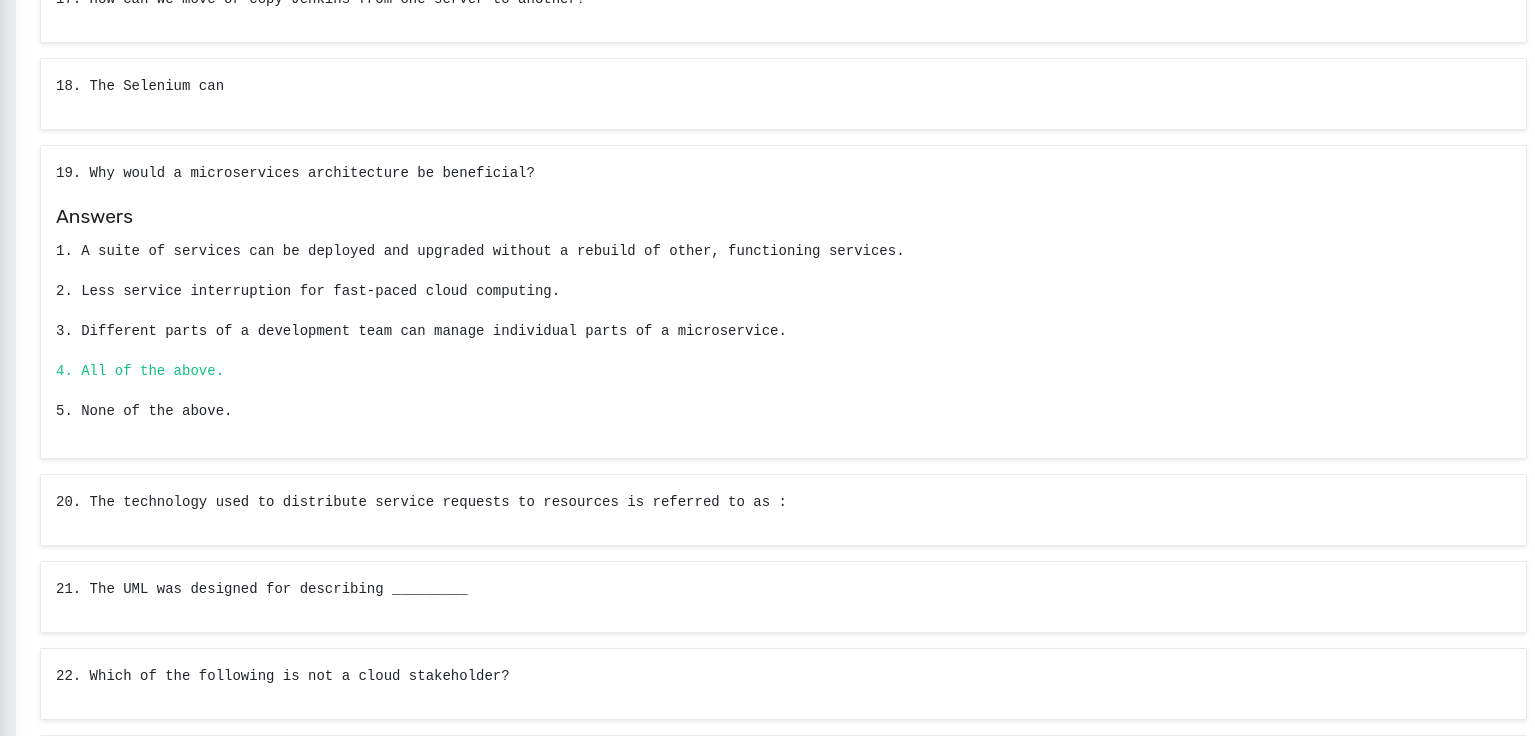 17. How can we move or copy Jenkins from one server to another?
18. The Selenium can
19. Why would a microservices architecture be beneficial?
Answers
1. A suite of services can be deployed and upgraded without a rebuild of other, functioning services.
2. Less service interruption for fast-paced cloud computing.
3. Different parts of a development team can manage individual parts of a microservice.
4. All of the above.
5. None of the above.
20. The technology used to distribute service requests to resources is referred to as :
21. The UML was designed for describing _________
22. Which of the following is not a cloud stakeholder?